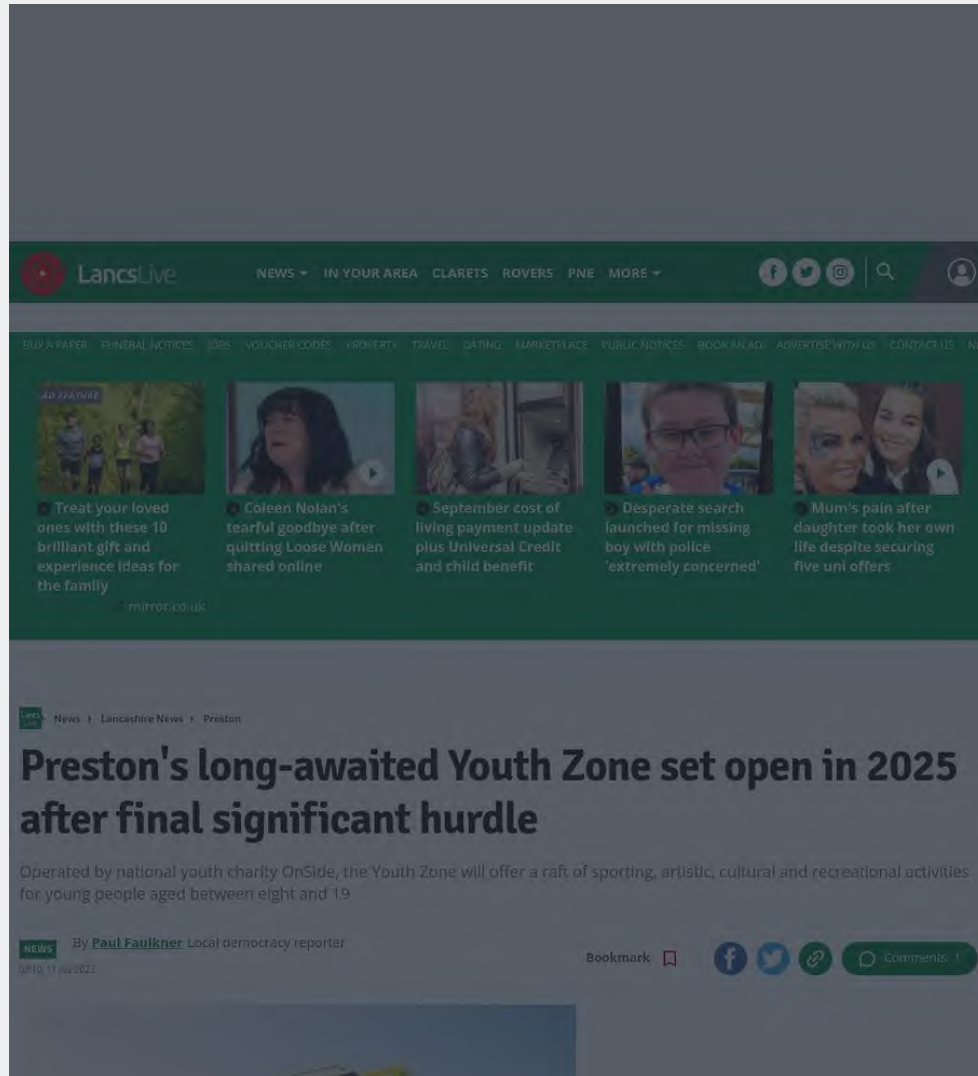 LancsLive
NEWS IN YOUR AREA CLARETS ROVERS PNE MORE
BUY A PAPER FUNERAL NOTICES JOBS VOUCHER CODES PROPERTY TRAVEL DATING MARKETPLACE PUBLIC NOTICES BOOK AN AD ADVERTISE WITH US CONTACT US
AD FEATURE
Treat your loved
ones with these 10
brilliant gift and
experience ideas for
the family
mirror.co.uk
Coleen Nolan's
tearful goodbye after
quitting Loose Women
shared online
September cost of
living payment update
plus Universal Credit
and child benefit
Desperate search
launched for missing
boy with police
'extremely concerned'
Mum's pain after
daughter took her own
life despite securing
five uni offers
News Lancashire News Preston
Preston's long-awaited Youth Zone set open in 2025
after final significant hurdle
Operated by national youth charity OnSide, the Youth Zone will offer a raft of sporting, artistic, cultural and recreational activities
for young people aged between eight and 19
NEWS By Paul Faulkner Local democracy reporter
Bookmark Comments 1